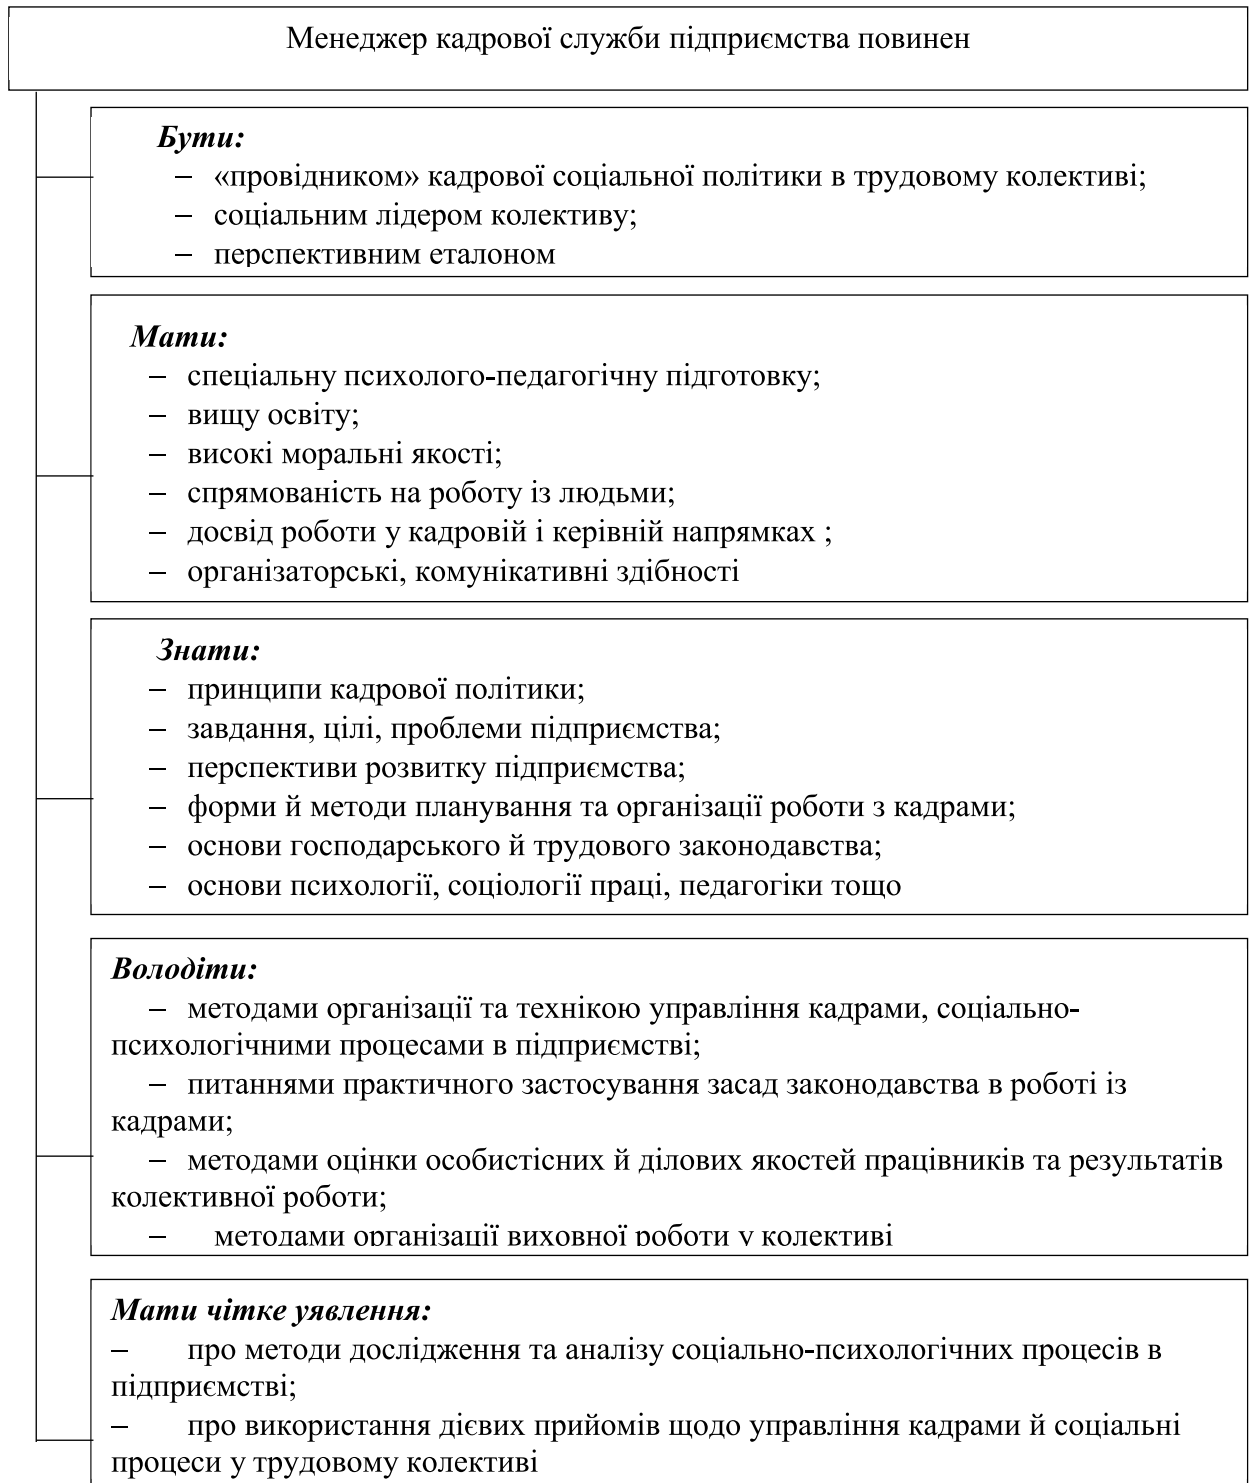 Менеджер кадрової служби підприємства повинен
Бути:
– «провідником» кадрової соціальної політики в трудовому колективі;
– соціальним лідером колективу;
– перспективним еталоном
Мати:
– спеціальну психолого-педагогічну підготовку;
– вищу освіту;
– високі моральні якості;
– спрямованість на роботу із людьми;
– досвід роботи у кадровій і керівній напрямках ;
– організаторські, комунікативні здібності
Знати:
– принципи кадрової політики;
– завдання, цілі, проблеми підприємства;
– перспективи розвитку підприємства;
– форми й методи планування та організації роботи з кадрами;
– основи господарського й трудового законодавства;
– основи психології, соціології праці, педагогіки тощо
Володіти:
– методами організації та технікою управління кадрами, соціально-
психологічними процесами в підприємстві;
– питаннями практичного застосування засад законодавства в роботі із
кадрами;
– методами оцінки особистісних й ділових якостей працівників та результатів
колективної роботи;
– методами організації виховної роботи у колективі
Мати чітке уявлення:
– про методи дослідження та аналізу соціально-психологічних процесів в
підприємстві;
– про використання дієвих прийомів щодо управління кадрами й соціальні
процеси у трудовому колективі